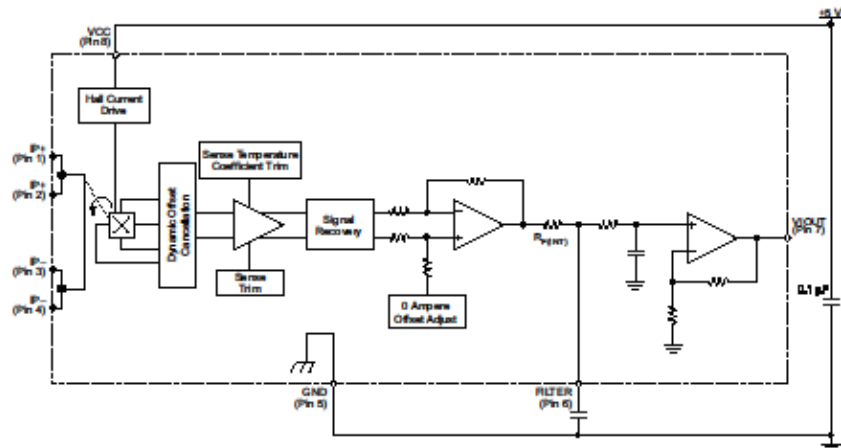 +5 V
VCC
(Pin 8)
Hall Current
Drive
IP+
(Pin 1)
IP+
(Pin 2)
IP−
(Pin 3)
IP−
(Pin 4)
Dynamic Offset
Cancellation
Sense Temperature
Coefficient Trim
Sense
Trim
Signal
Recovery
0 Ampere
Offset Adjust
RF(INT)
VIOUT
(Pin 7)
0.1 µF
GND
(Pin 5)
FILTER
(Pin 6)